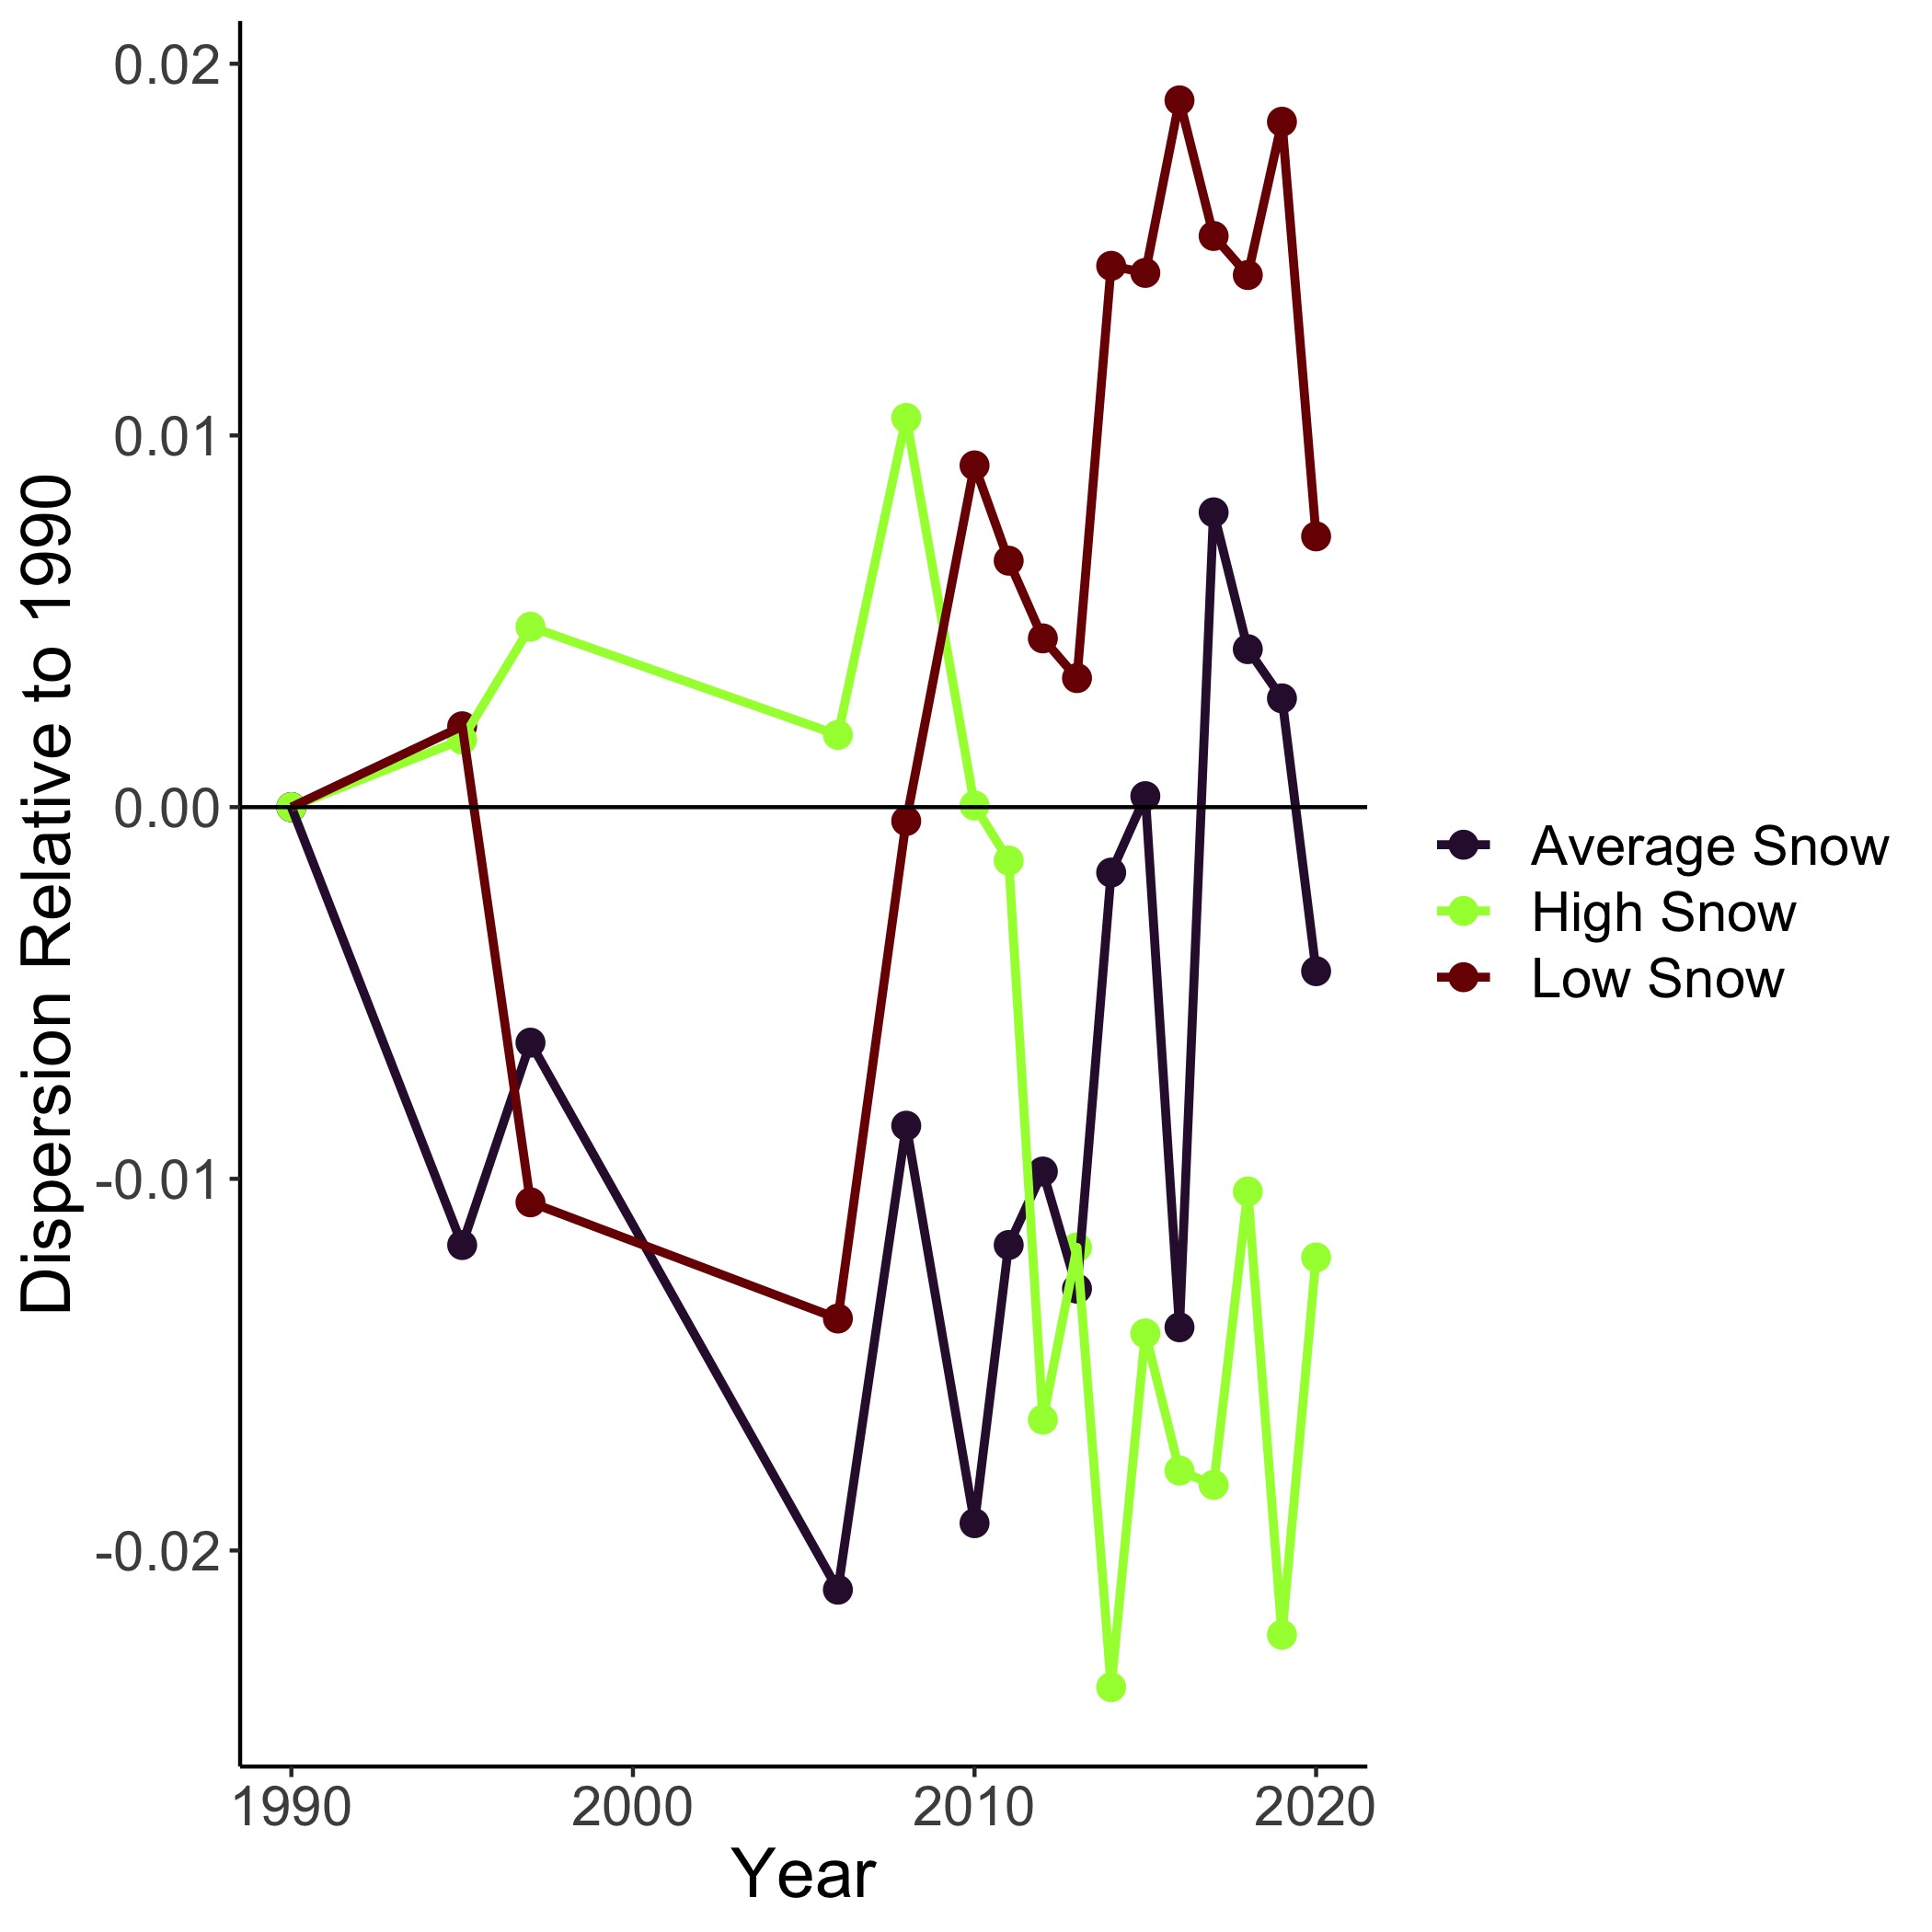 Dispersion Relative to 1990
0.02
0.01
0.00
-0.01
-0.02
1990
2000
2010
2020
Year
Average Snow
High Snow
Low Snow